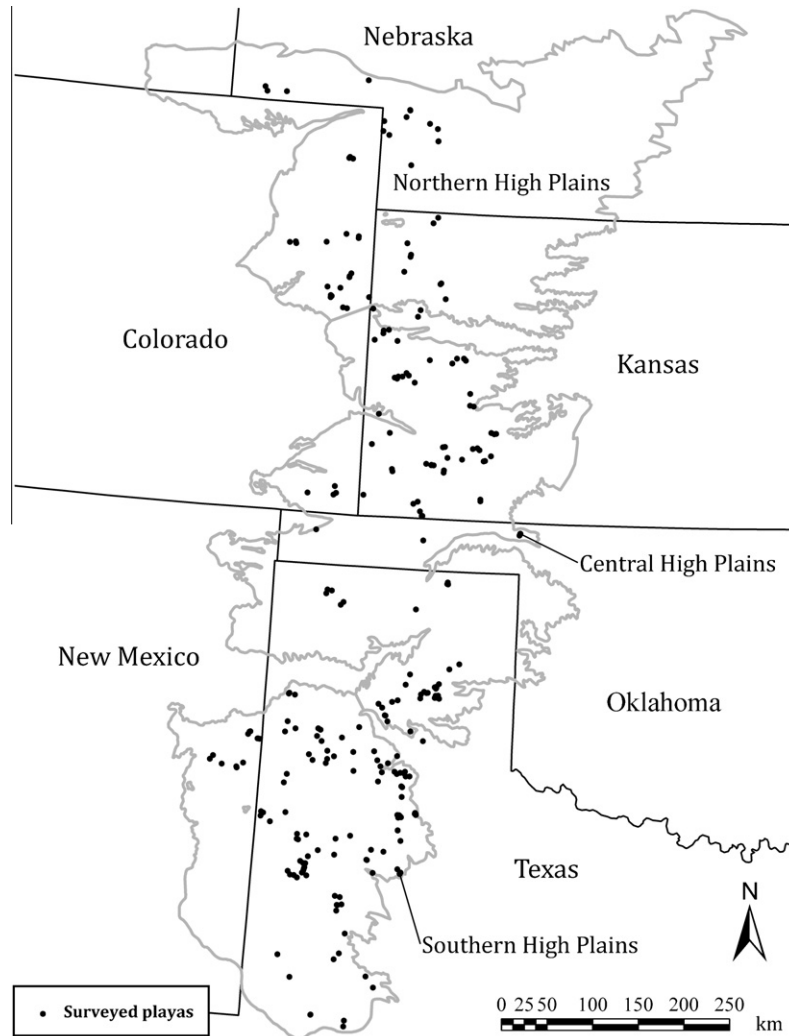 Nebraska
Northern High Plains
Colorado
Kansas
Central High Plains
New Mexico
Oklahoma
Texas
N
Southern High Plains
Surveyed playas
0 25 50 100 150 200 250
km